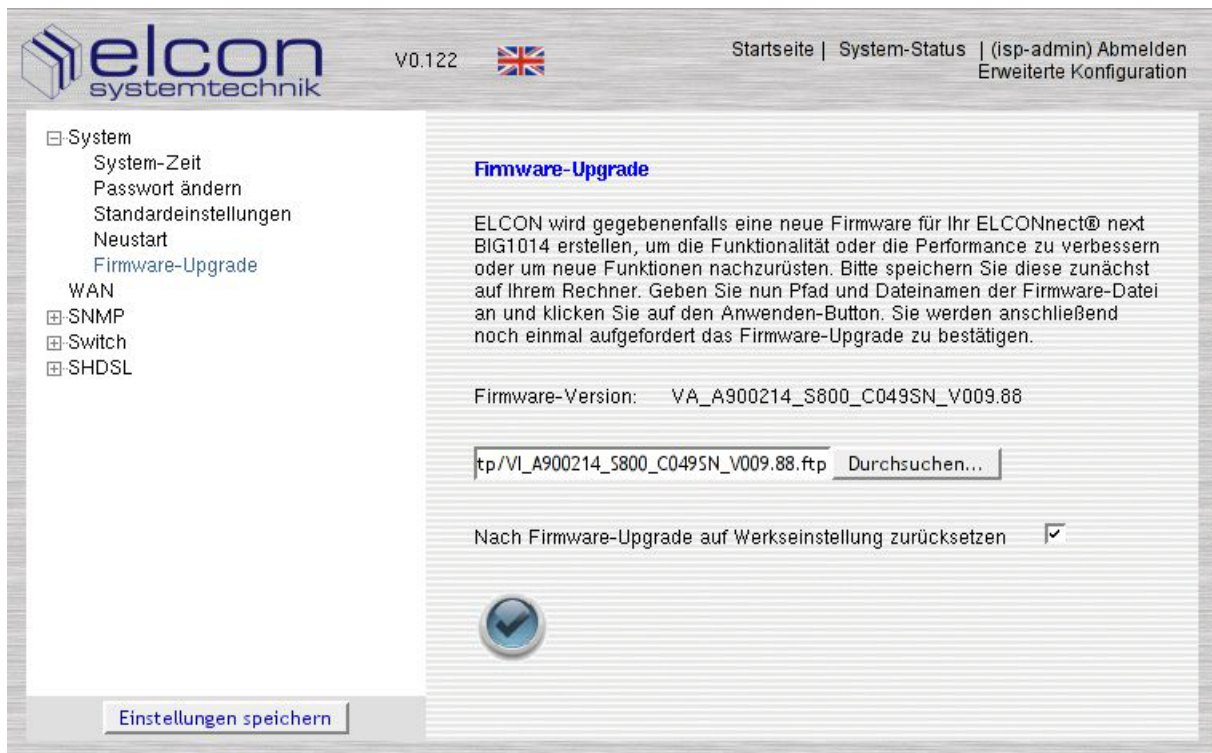 elcon
systemtechnik
V0.122
Startseite | System-Status | (isp-admin) Abmelden
Erweiterte Konfiguration
System
System-Zeit
Passwort ändern
Standardeinstellungen
Neustart
Firmware-Upgrade
WAN
SNMP
Switch
SHDSL
Einstellungen speichern
Firmware-Upgrade
ELCON wird gegebenenfalls eine neue Firmware für Ihr ELCONnect® next
BIG1014 erstellen, um die Funktionalität oder die Performance zu verbessern
oder um neue Funktionen nachzurüsten. Bitte speichern Sie diese zunächst
auf Ihrem Rechner. Geben Sie nun Pfad und Dateinamen der Firmware-Datei
an und klicken Sie auf den Anwenden-Button. Sie werden anschließend
noch einmal aufgefordert das Firmware-Upgrade zu bestätigen.
Firmware-Version: VA_A900214_S800_C049SN_V009.88
tp/VI_A900214_S800_C049SN_V009.88.ftp Durchsuchen...
Nach Firmware-Upgrade auf Werkseinstellung zurücksetzen